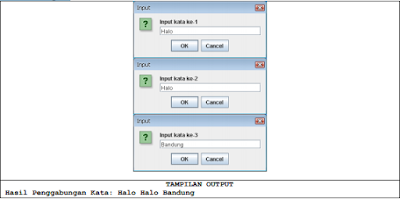 Input
Input kata ke-1
Halo
OK Cancel
Input
Input kata ke-2
Halo
OK Cancel
Input
Input kata ke-3
Bandung
OK Cancel
TAMPILAN OUTPUT
Hasil Penggabungan Kata: Halo Halo Bandung